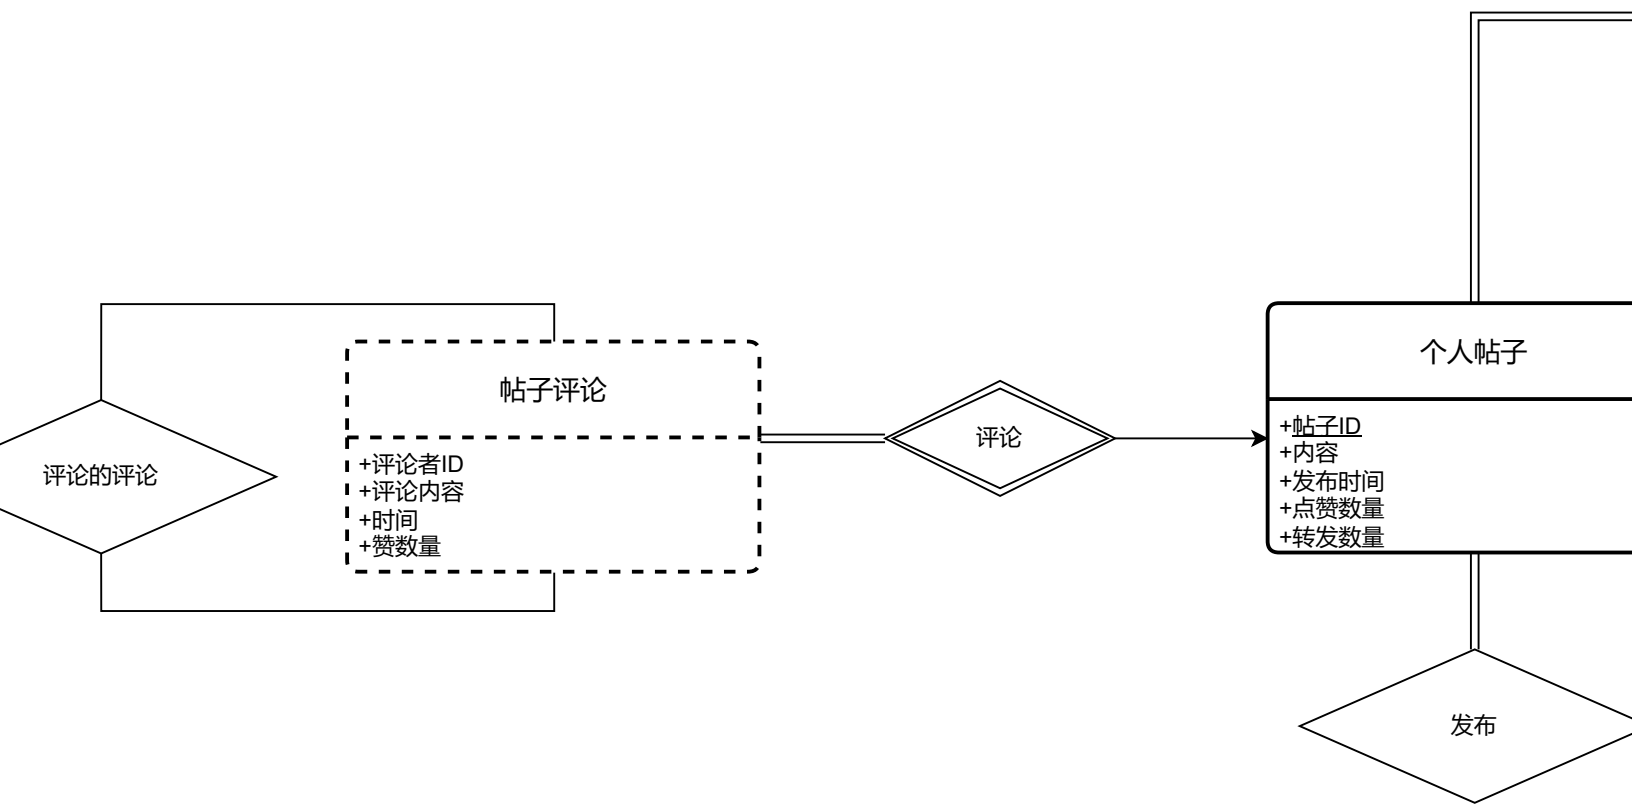 评论的评论
帖子评论
+评论者ID
+评论内容
+时间
+赞数量
评论
个人帖子
+帖子ID
+内容
+发布时间
+点赞数量
+转发数量
发布